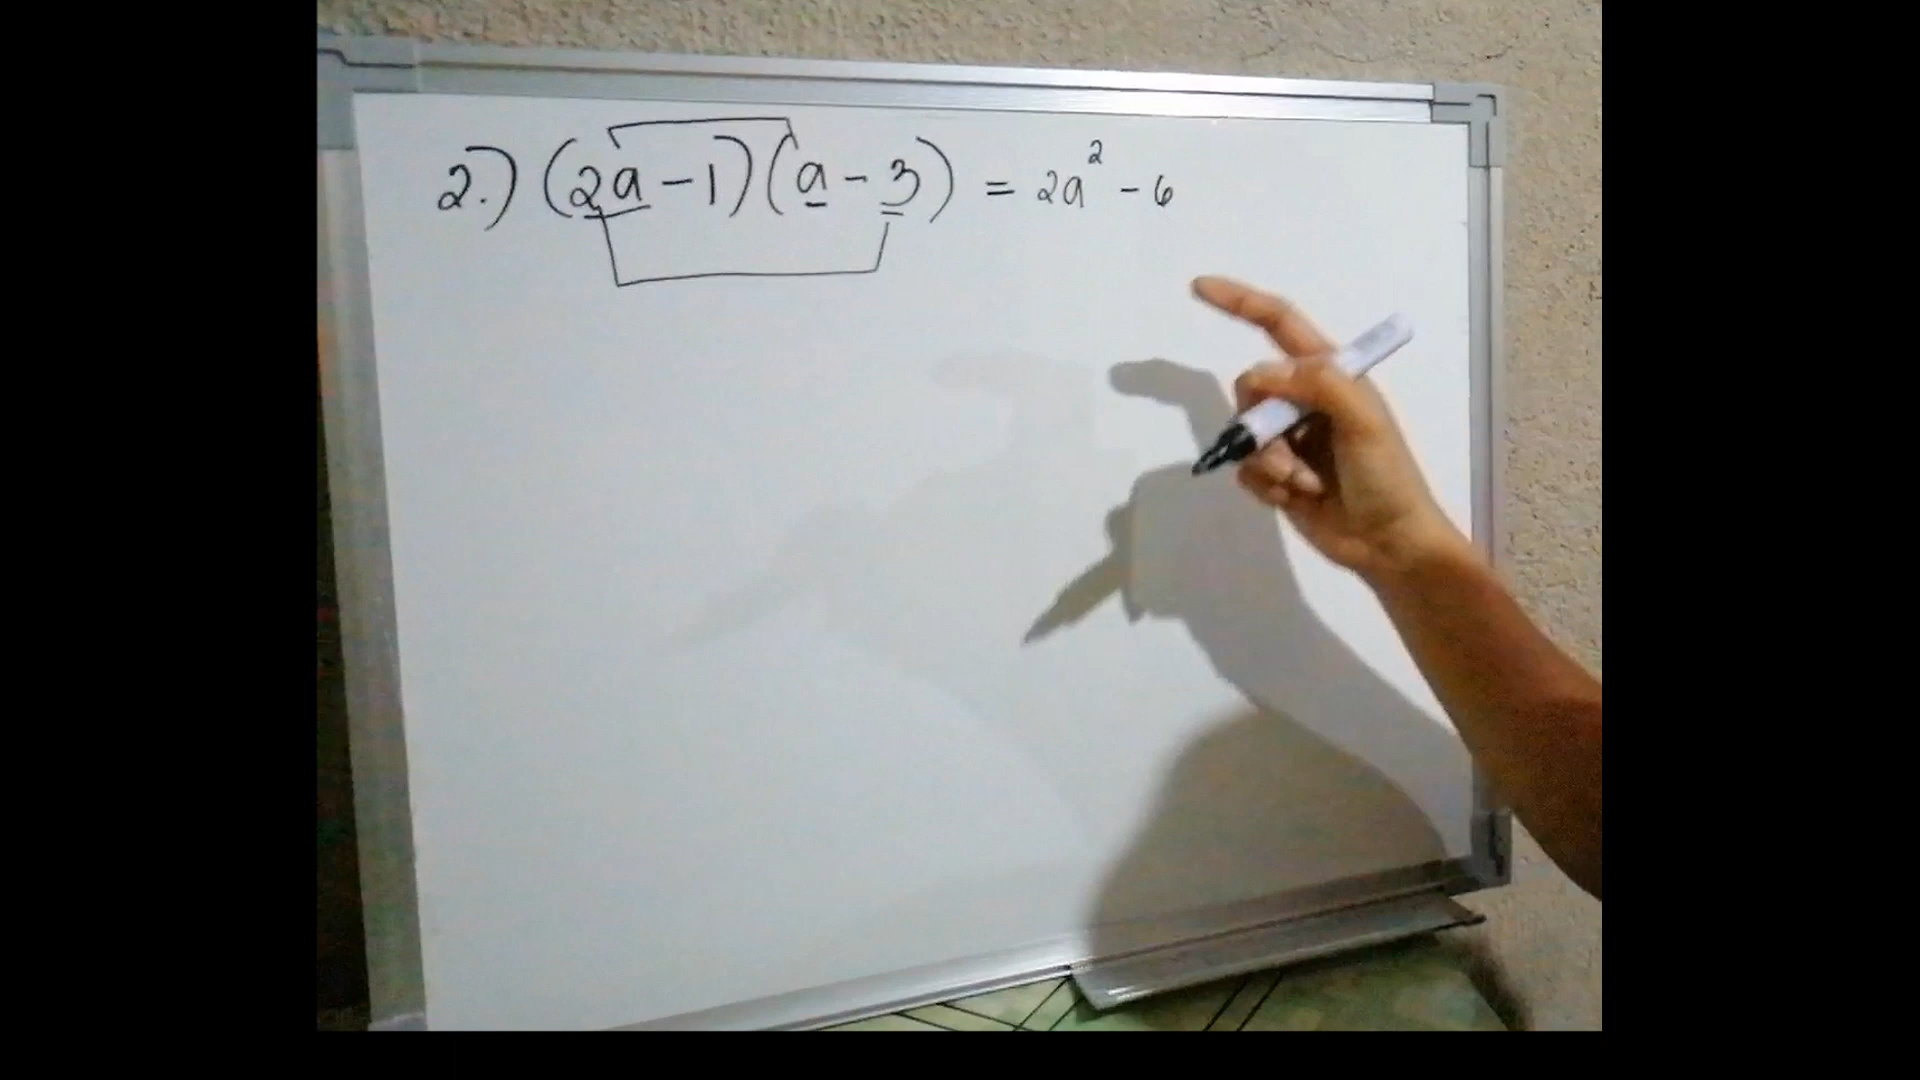 2.) (2a-1)(a-3) = 2a² - 6